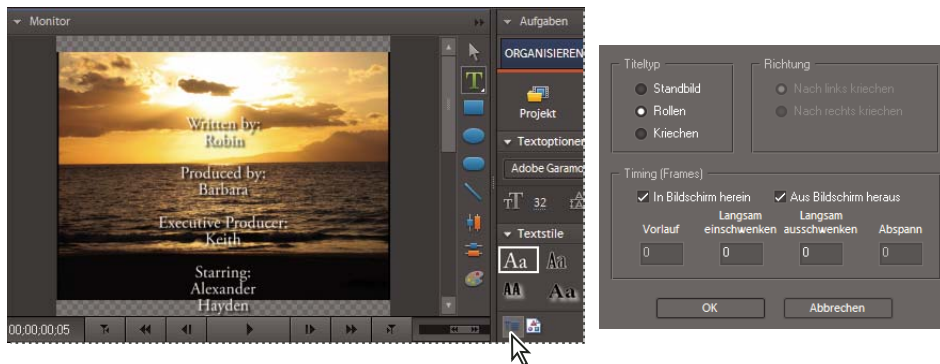 Monitor
Written by:
Robin
Produced by:
Barbara
Executive Producer:
Keith
Starring:
Alexander
Hayden
00;00;00;05
Aufgaben
ORGANISIEREN
Projekt
Textoptionen
Adobe Garamo
T 32
Textstile
Aa Aa
AA Aa
Titeltyp
Standbild
Rollen
Kriechen
Richtung
Nach links kriechen
Nach rechts kriechen
Timing (Frames)
In Bildschirm herein Aus Bildschirm heraus
Vorlauf Langsam einschwenken Langsam ausschwenken Abspann
0 0 0 0
OK Abbrechen